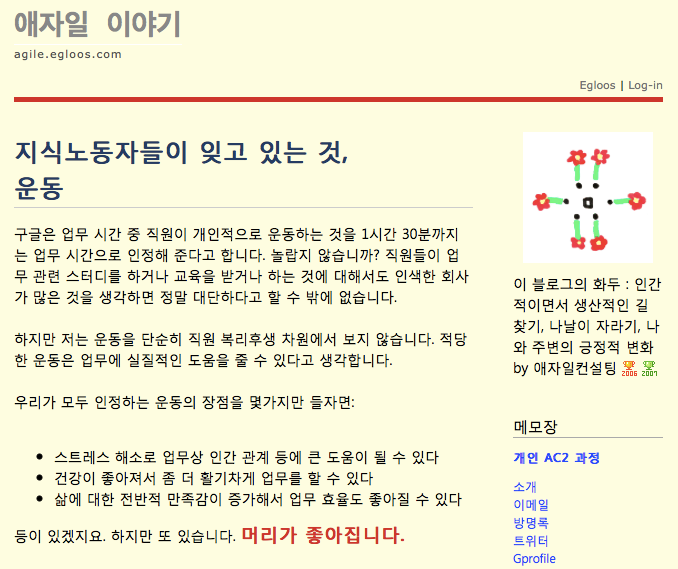 애자일 이야기
agile.egloos.com
Egloos | Log-in
지식노동자들이 잊고 있는 것,
운동
구글은 업무 시간 중 직원이 개인적으로 운동하는 것을 1시간 30분까지
는 업무 시간으로 인정해 준다고 합니다. 놀랍지 않습니까? 직원들이 업
무 관련 스터디를 하거나 교육을 받거나 하는 것에 대해서도 인색한 회사
가 많은 것을 생각하면 정말 대단하다고 할 수 밖에 없습니다.
하지만 저는 운동을 단순히 직원 복리후생 차원에서 보지 않습니다. 적당
한 운동은 업무에 실질적인 도움을 줄 수 있다고 생각합니다.
우리가 모두 인정하는 운동의 장점을 몇가지만 들자면:
스트레스 해소로 업무상 인간 관계 등에 큰 도움이 될 수 있다
건강이 좋아져서 좀 더 활기차게 업무를 할 수 있다
삶에 대한 전반적 만족감이 증가해서 업무 효율도 좋아질 수 있다
등이 있겠지요. 하지만 또 있습니다. 머리가 좋아집니다.
이 블로그의 화두 : 인간
적이면서 생산적인 길
찾기, 나날이 자라기, 나
와 주변의 긍정적 변화
by 애자일컨설팅 2006 2007
메모장
개인 AC2 과정
소개
이메일
방명록
트위터
Gprofile